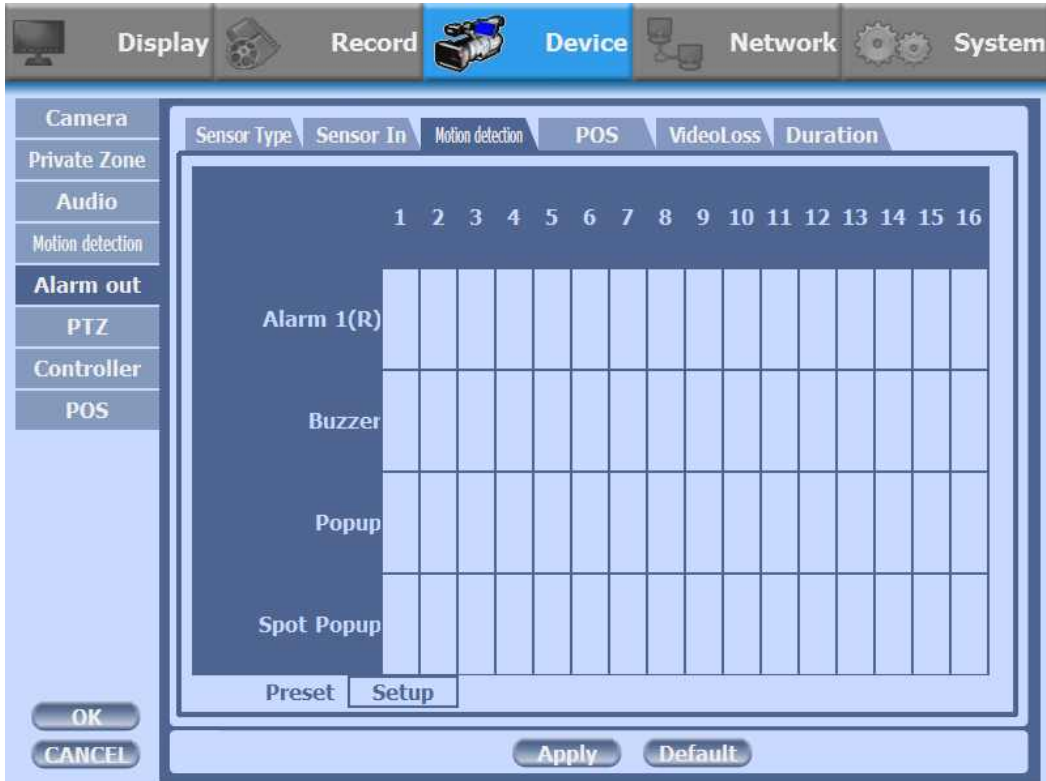 Display Record Device Network System
Camera
Private Zone
Audio
Motion detection
Alarm out
PTZ
Controller
POS
OK
CANCEL
Sensor Type Sensor In Motion detection POS VideoLoss Duration
1 2 3 4 5 6 7 8 9 10 11 12 13 14 15 16
Alarm 1(R)
Buzzer
Popup
Spot Popup
Preset Setup
Apply Default